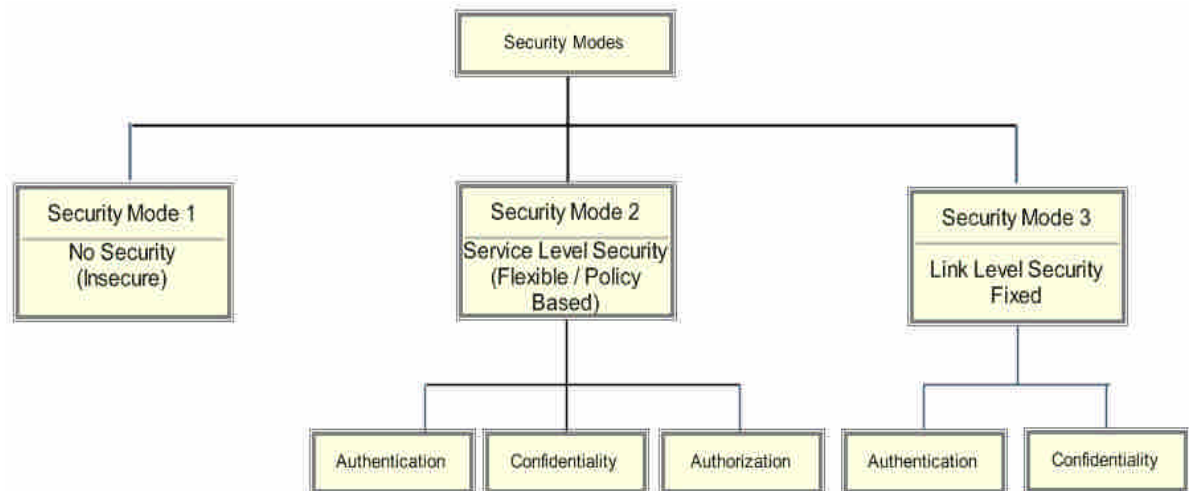 Security Modes
Security Mode 1
No Security
(Insecure)
Security Mode 2
Service Level Security
(Flexible / Policy
Based)
Security Mode 3
Link Level Security
Fixed
Authentication
Confidentiality
Authorization
Authentication
Confidentiality